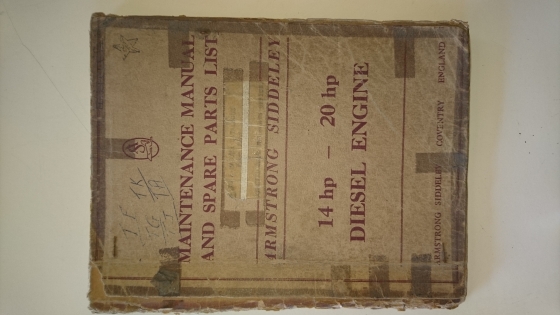 MAINTENANCE MANUAL
AND SPARE PARTS LIST
ARMSTRONG SIDDELEY
14 hp — 20 hp
DIESEL ENGINE
ARMSTRONG SIDDELEY COVENTRY ENGLAND